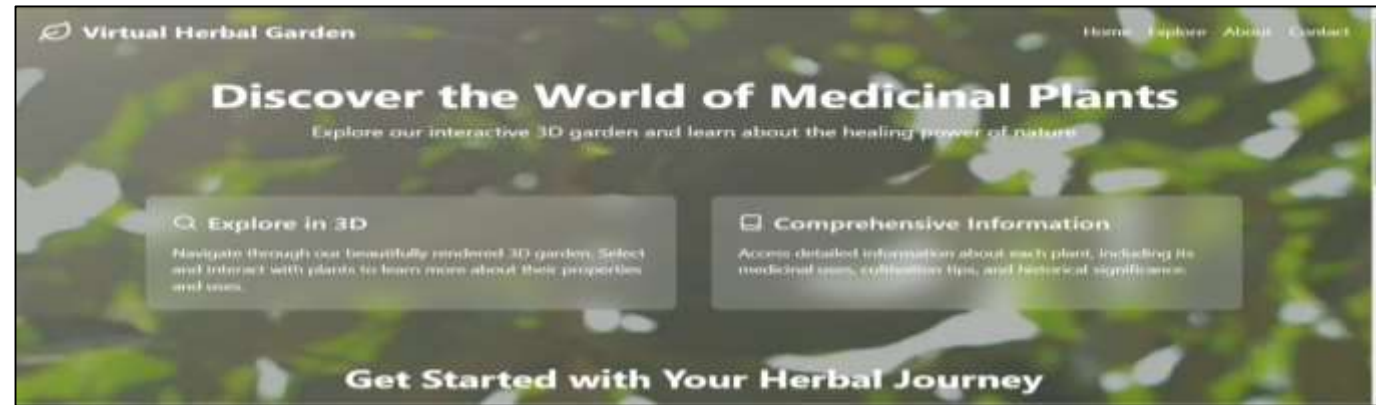 Virtual Herbal Garden
Home Explore About Contact
Discover the World of Medicinal Plants
Explore our interactive 3D garden and learn about the healing power of nature
Explore in 3D
Navigate through our beautifully rendered 3D garden. Select
and interact with plants to learn more about their properties
and uses.
Comprehensive Information
Access detailed information about each plant, including its
medicinal uses, cultivation tips, and historical significance.
Get Started with Your Herbal Journey